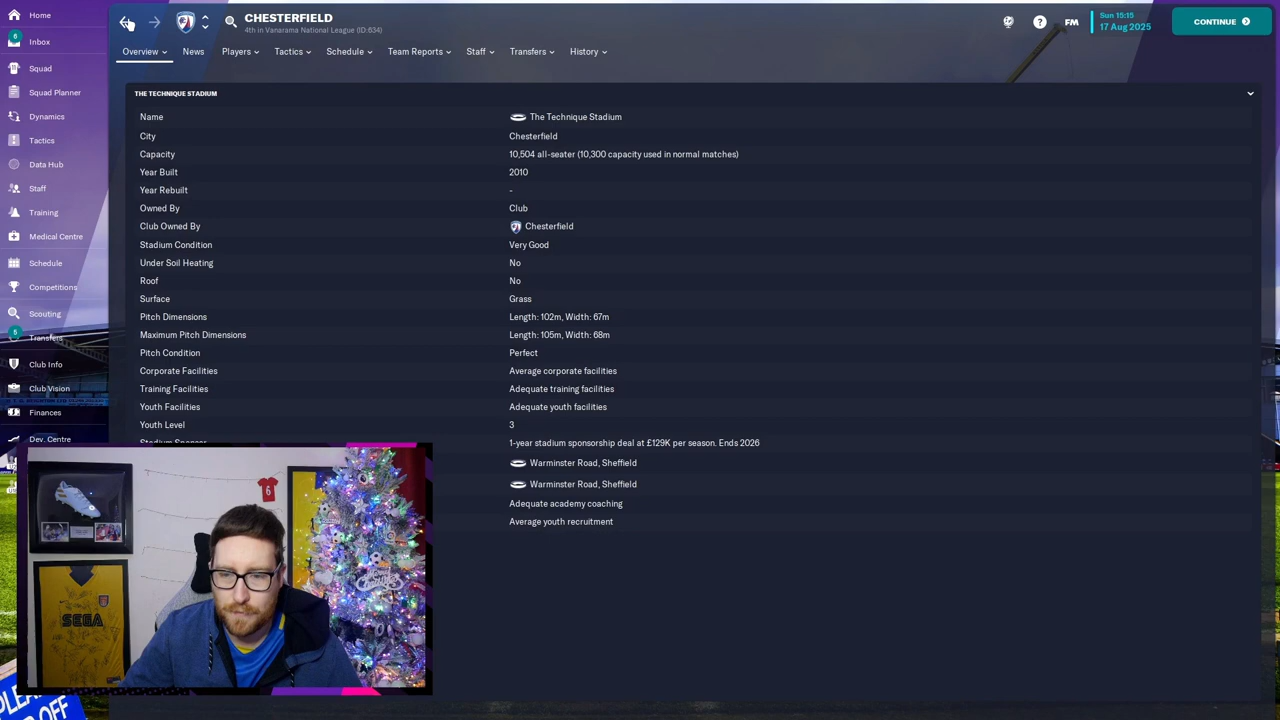 Home
6
Inbox
Squad
Squad Planner
Dynamics
Tactics
Data Hub
Staff
Training
Medical Centre
Schedule
Competitions
Scouting
5
Transfers
Club Info
Club Vision
Finances
Dev. Centre
CHESTERFIELD
4th in Vanarama National League (ID:634)
?
FM
Sun 15:15
17 Aug 2025
CONTINUE
Overview
News
Players
Tactics
Schedule
Team Reports
Staff
Transfers
History
THE TECHNIQUE STADIUM
Name The Technique Stadium
City Chesterfield
Capacity 10,504 all-seater (10,300 capacity used in normal matches)
Year Built 2010
Year Rebuilt -
Owned By Club
Club Owned By Chesterfield
Stadium Condition Very Good
Under Soil Heating No
Roof No
Surface Grass
Pitch Dimensions Length: 102m, Width: 67m
Maximum Pitch Dimensions Length: 105m, Width: 68m
Pitch Condition Perfect
Corporate Facilities Average corporate facilities
Training Facilities Adequate training facilities
Youth Facilities Adequate youth facilities
Youth Level 3
Stadium Sponsor 1-year stadium sponsorship deal at £129K per season. Ends 2026
Warminster Road, Sheffield
Warminster Road, Sheffield
Adequate academy coaching
Average youth recruitment
6
SEGA